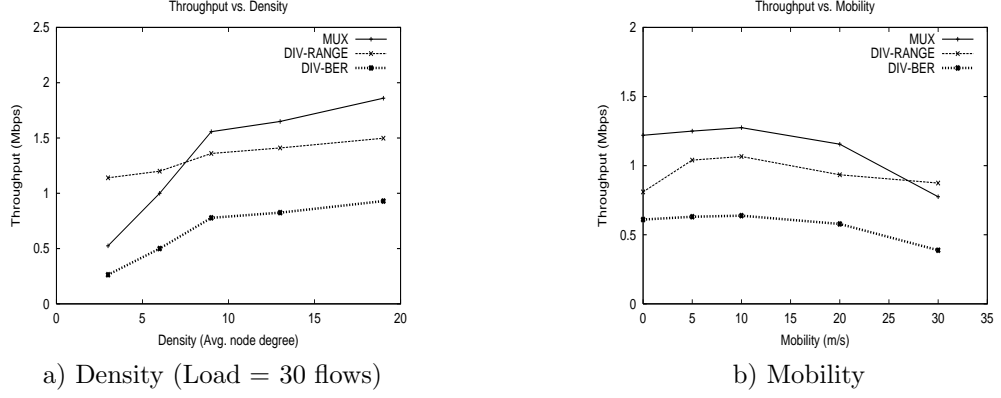 Throughput vs. Density
2.5
2
1.5
1
0.5
0
0 5 10 15 20
Throughput (Mbps)
Density (Avg. node degree)
MUX
DIV-RANGE
DIV-BER
a) Density (Load = 30 flows)
Throughput vs. Mobility
2
1.5
1
0.5
0
0 5 10 15 20 25 30 35
Throughput (Mbps)
Mobility (m/s)
MUX
DIV-RANGE
DIV-BER
b) Mobility